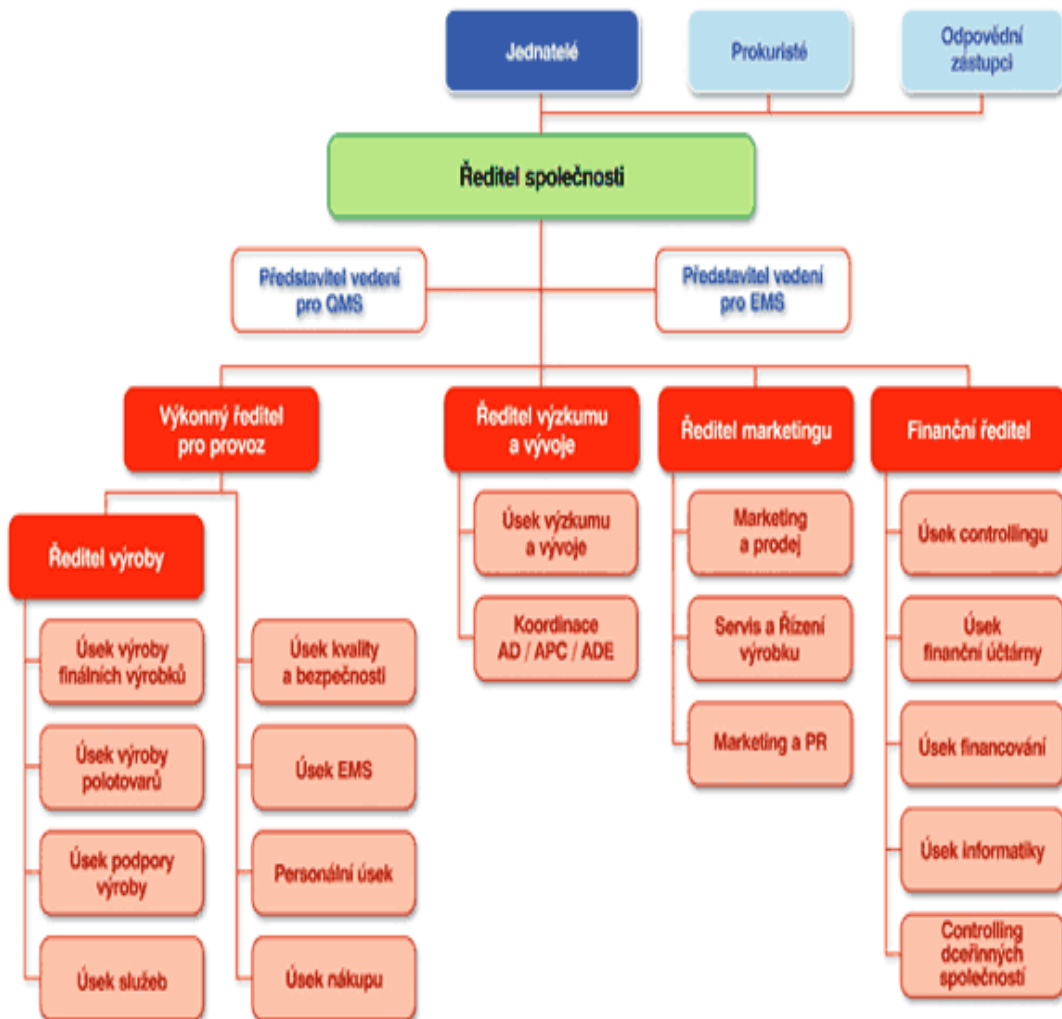 Jednatelé
Prokuristé
Odpovědní
zástupci
Ředitel společnosti
Představitel vedení
pro QMS
Představitel vedení
pro EMS
Výkonný ředitel
pro provoz
Ředitel výzkumu
a vývoje
Ředitel marketingu
Finanční ředitel
Ředitel výroby
Úsek výroby
finálních výrobků
Úsek výroby
polotovarů
Úsek podpory
výroby
Úsek služeb
Úsek kvality
a bezpečnosti
Úsek EMS
Personální úsek
Úsek nákupu
Úsek výzkumu
a vývoje
Koordinace
AD / APC / ADE
Marketing
a prodej
Servis a Řízení
výrobku
Marketing a PR
Úsek controllingu
Úsek
finanční účtárny
Úsek financování
Úsek informatiky
Controlling
dceřinných
společností